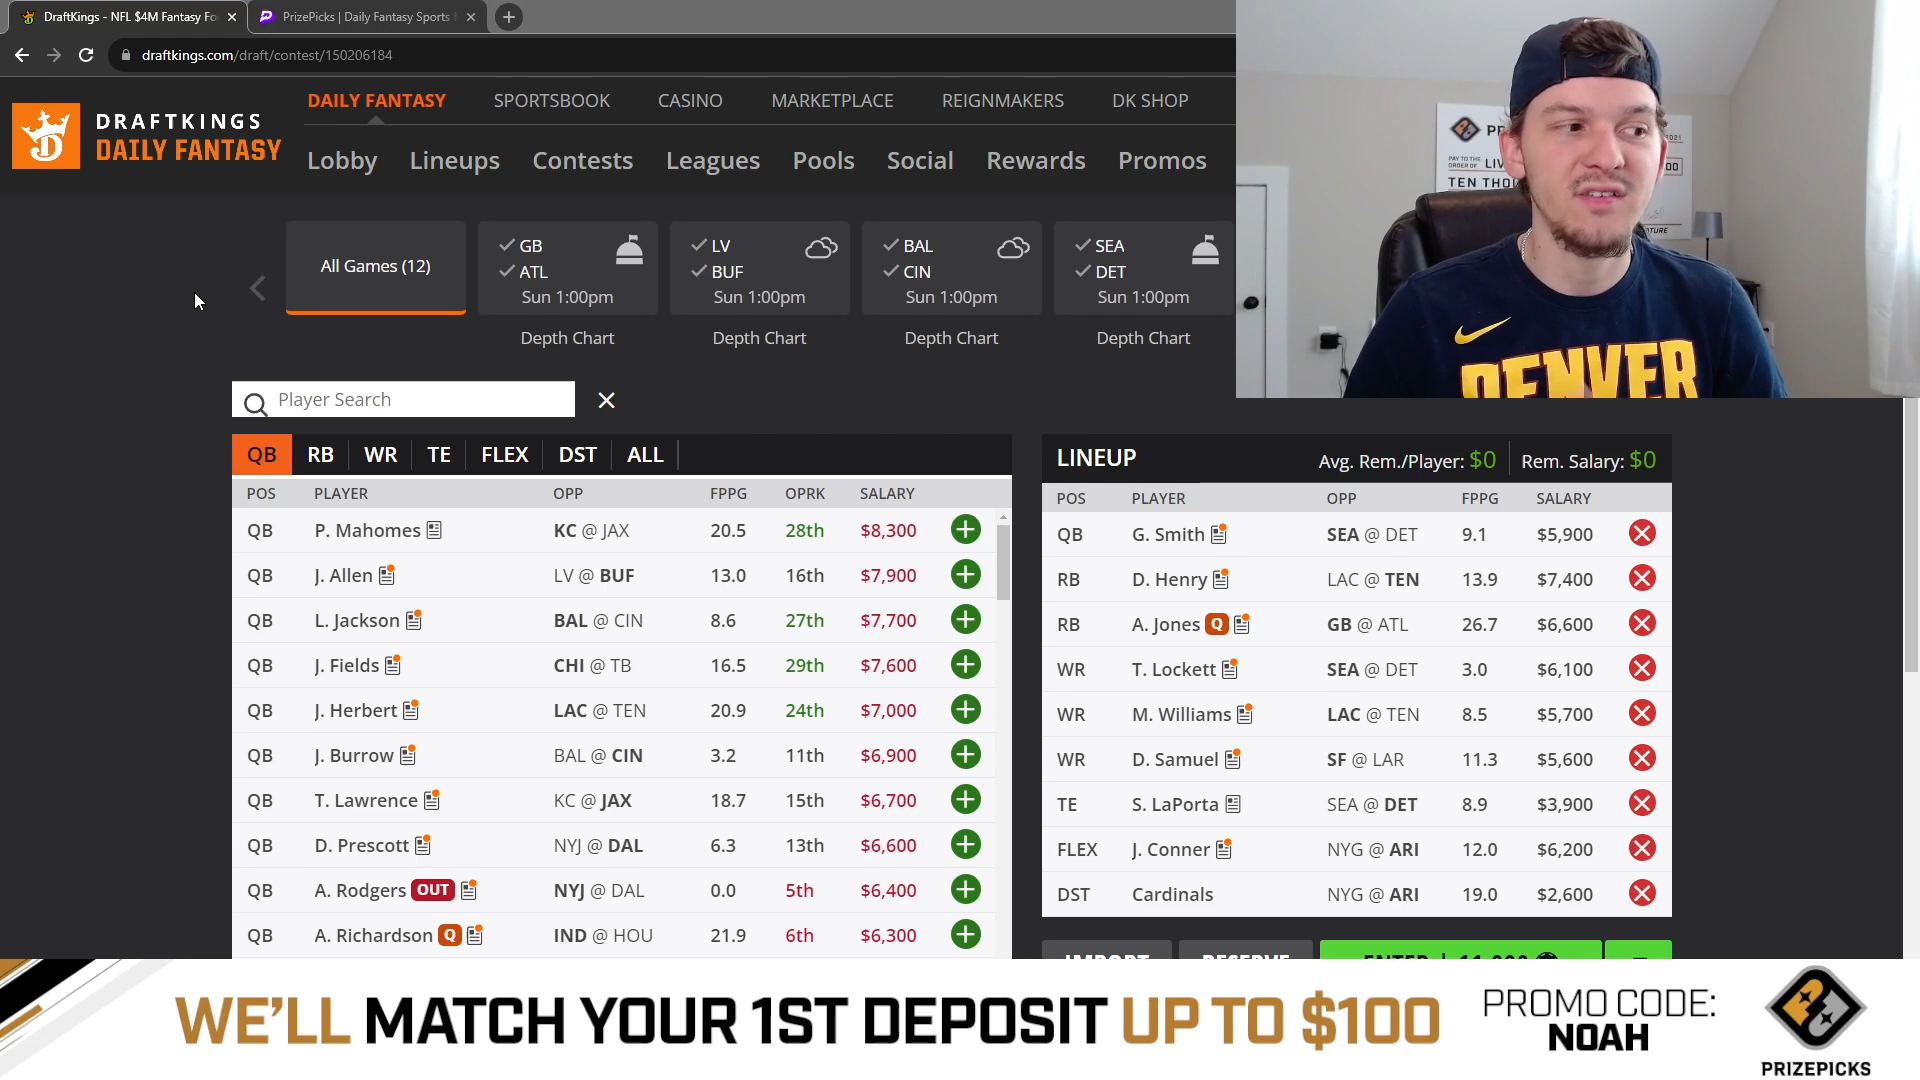 DraftKings - NFL $4M Fantasy Fo
PrizePicks | Daily Fantasy Sports
draftkings.com/draft/contest/150206184
DRAFTKINGS
DAILY FANTASY
DAILY FANTASY SPORTSBOOK CASINO MARKETPLACE REIGNMAKERS DK SHOP
Lobby Lineups Contests Leagues Pools Social Rewards Promos
All Games (12)
GB
ATL
Sun 1:00pm
Depth Chart
LV
BUF
Sun 1:00pm
Depth Chart
BAL
CIN
Sun 1:00pm
Depth Chart
SEA
DET
Sun 1:00pm
Depth Chart
PAY TO THE
ORDER OF LIV
TEN THOU
DENVER
Player Search
QB RB WR TE FLEX DST ALL
POS PLAYER OPP FPPG OPRK SALARY
QB P. Mahomes KC @ JAX 20.5 28th $8,300
QB J. Allen LV @ BUF 13.0 16th $7,900
QB L. Jackson BAL @ CIN 8.6 27th $7,700
QB J. Fields CHI @ TB 16.5 29th $7,600
QB J. Herbert LAC @ TEN 20.9 24th $7,000
QB J. Burrow BAL @ CIN 3.2 11th $6,900
QB T. Lawrence KC @ JAX 18.7 15th $6,700
QB D. Prescott NYJ @ DAL 6.3 13th $6,600
QB A. Rodgers OUT NYJ @ DAL 0.0 5th $6,400
QB A. Richardson Q IND @ HOU 21.9 6th $6,300
LINEUP Avg. Rem./Player: $0 Rem. Salary: $0
POS PLAYER OPP FPPG SALARY
QB G. Smith SEA @ DET 9.1 $5,900
RB D. Henry LAC @ TEN 13.9 $7,400
RB A. Jones Q GB @ ATL 26.7 $6,600
WR T. Lockett SEA @ DET 3.0 $6,100
WR M. Williams LAC @ TEN 8.5 $5,700
WR D. Samuel SF @ LAR 11.3 $5,600
TE S. LaPorta SEA @ DET 8.9 $3,900
FLEX J. Conner NYG @ ARI 12.0 $6,200
DST Cardinals NYG @ ARI 19.0 $2,600
IMPORT RESERVE ENTER | 11,000
WE'LL MATCH YOUR 1ST DEPOSIT UP TO $100
PROMO CODE:
NOAH
PRIZEPICKS